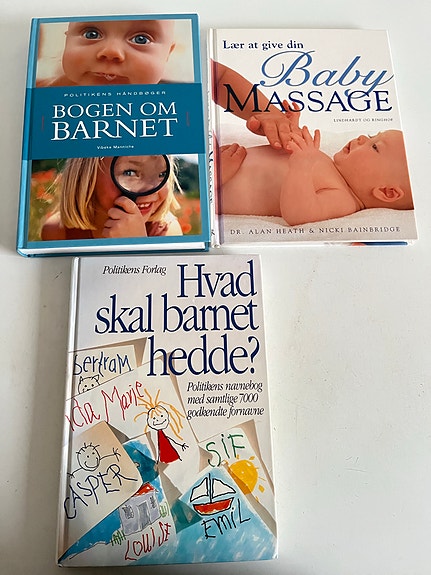 POLITIKENS HÅNDBØGER
BOGEN OM
BARNET
Vibeke Manniche
Lær at give din
Baby
MASSAGE
LINDHARDT OG RINGHOF
DR. ALAN HEATH & NICKI BAINBRIDGE
Politikens Forlag
Hvad
skal barnet
hedde?
Politikens navnebog
med samtlige 7000
godkendte fornavne
bertram
Marie
CASPER
SIF
EMIL
LOUISE